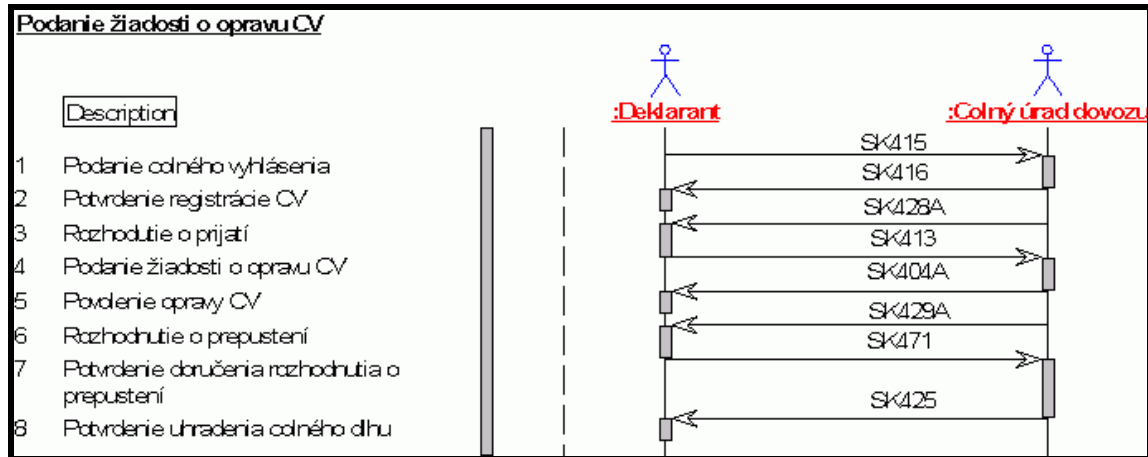 Podanie žiadosti o opravu CV
:Deklarant
:Colný úrad dovozu
Description
SK415
1 Podanie colného vyhlásenia
SK416
2 Potvrdenie registrácie CV
SK428A
3 Rozhodutie o prijatí
SK413
4 Podanie žiadosti o opravu CV
SK404A
5 Povolenie opravy CV
SK429A
6 Rozhodnutie o prepustení
SK471
7 Potvrdenie doručenia rozhodnutia o
prepustení
SK425
8 Potvrdenie uhradenia colného dlhu